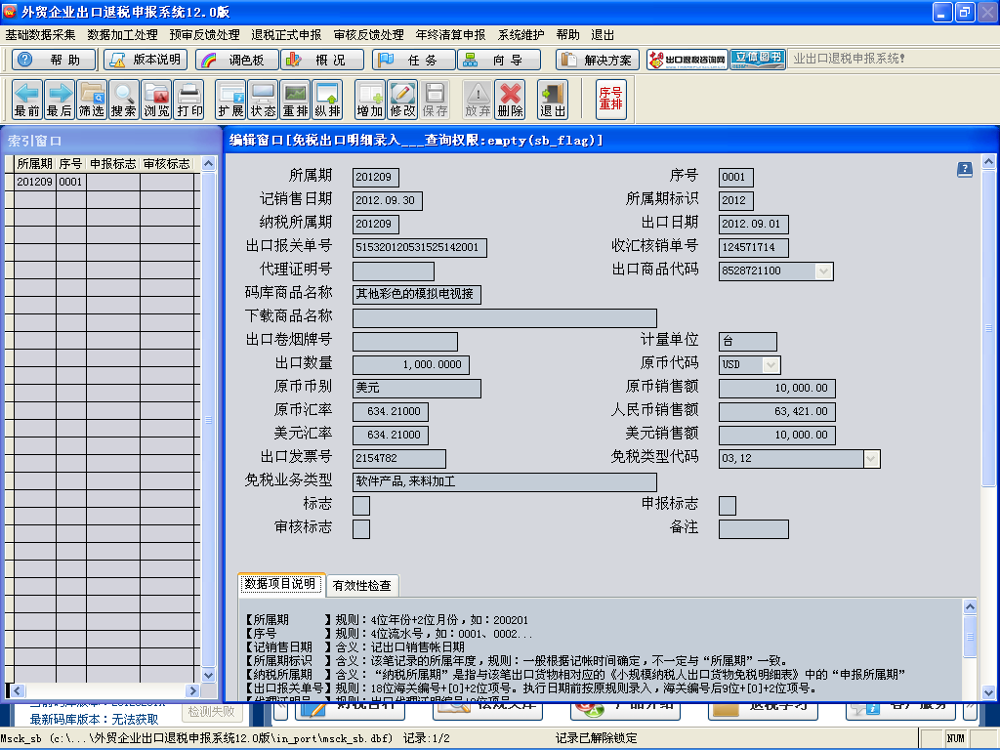 外贸企业出口退税申报系统12.0版
基础数据采集 数据加工处理 预审反馈处理 退税正式申报 审核反馈处理 年终清算申报 系统维护 帮助 退出
帮 助 版本说明 调色板 概 况 任 务 向 导 解决方案 出口退税咨询网 立体图书 业出口退税申报系统!
最前 最后 筛选 搜索 浏览 打印 扩展 状态 重排 纵排 增加 修改 保存 放弃 删除 退出 序号重排
索引窗口
所属期 序号 申报标志 审核标志
201209 0001
编辑窗口[免税出口明细录入___查询权限:empty(sb_flag)]
所属期 201209 序号 0001
记销售日期 2012.09.30 所属期标识 2012
纳税所属期 201209 出口日期 2012.09.01
出口报关单号 515320120531525142001 收汇核销单号 124571714
代理证明号 出口商品代码 8528721100
码库商品名称 其他彩色的模拟电视接
下载商品名称
出口卷烟牌号 计量单位 台
出口数量 1,000.0000 原币代码 USD
原币币别 美元 原币销售额 10,000.00
原币汇率 634.21000 人民币销售额 63,421.00
美元汇率 634.21000 美元销售额 10,000.00
出口发票号 2154782 免税类型代码 03,12
免税业务类型 软件产品,来料加工
标志 申报标志
审核标志 备注
数据项目说明 有效性检查
【所属期 】规则：4位年份+2位月份，如：200201
【序号 】规则：4位流水号，如：0001、0002...
【记销售日期 】含义：记出口销售帐日期
【所属期标识 】含义：该笔记录的所属年度，规则：一般根据记帐时间确定，不一定与“所属期”一致。
【纳税所属期 】含义：“纳税所属期”是指与该笔出口货物相对应的《小规模纳税人出口货物免税明细表》中的“申报所属期”
【出口报关单号 】规则：18位海关编号+[0]+2位项号。执行日期前按原规则录入，海关编号后9位+[0]+2位项号。
最新码库版本：无法获取 检测失败
Msck_sb (c:\...\外贸企业出口退税申报系统12.0版\in_port\msck_sb.dbf) 记录:1/2 记录已解除锁定 NUM